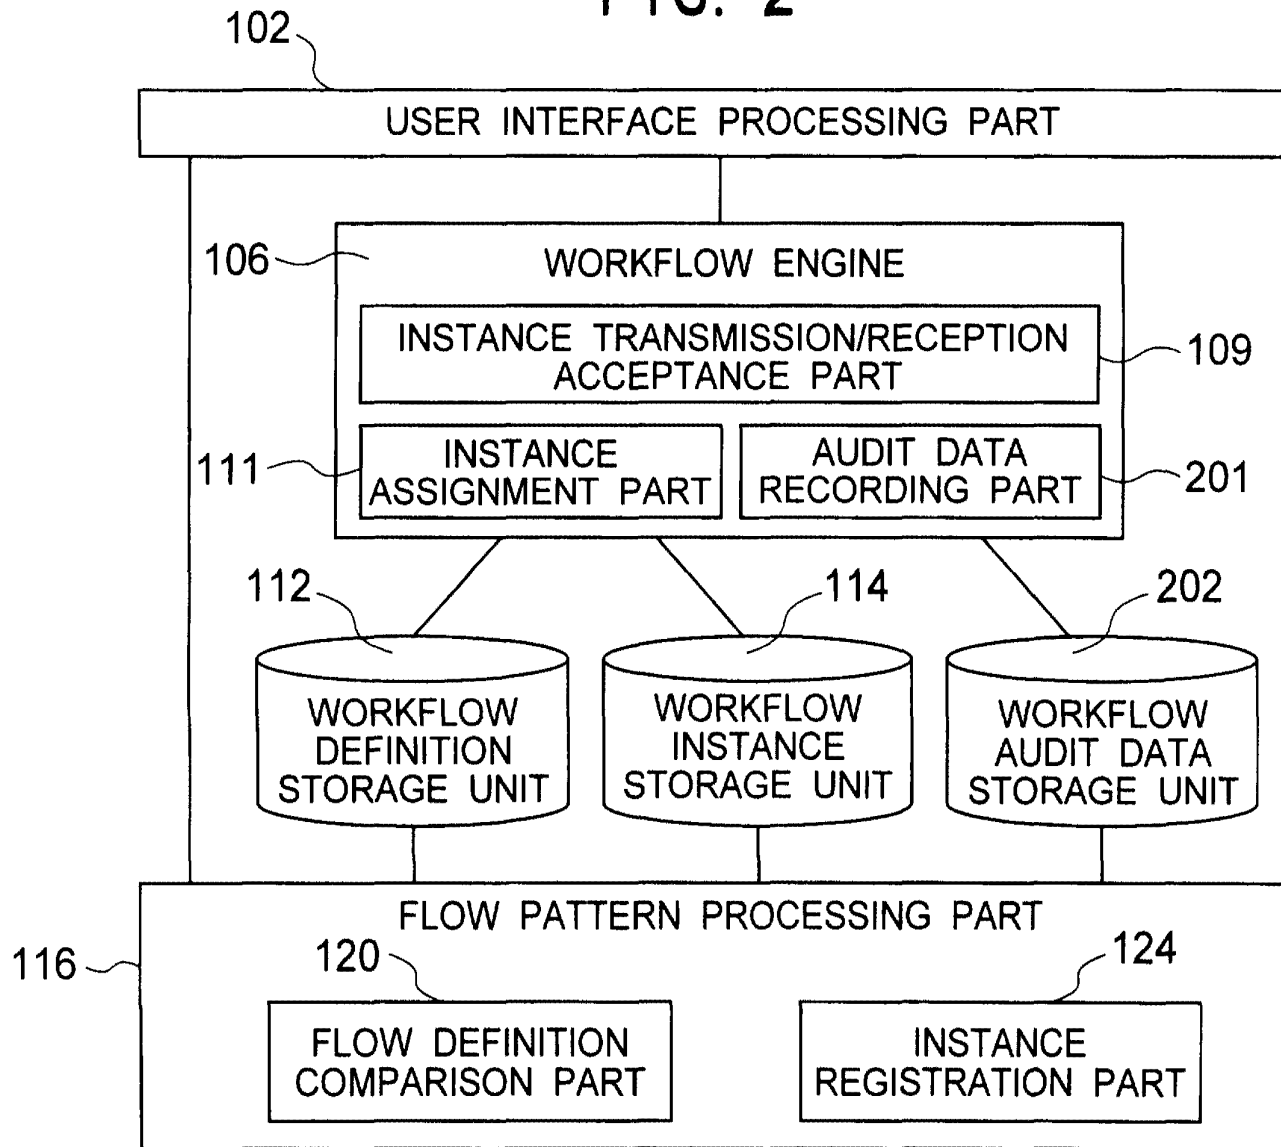 FIG. 2
102
USER INTERFACE PROCESSING PART
106
WORKFLOW ENGINE
INSTANCE TRANSMISSION/RECEPTION
ACCEPTANCE PART
109
111
INSTANCE
ASSIGNMENT PART
AUDIT DATA
RECORDING PART
201
112
114
202
WORKFLOW
DEFINITION
STORAGE UNIT
WORKFLOW
INSTANCE
STORAGE UNIT
WORKFLOW
AUDIT DATA
STORAGE UNIT
FLOW PATTERN PROCESSING PART
116
120
124
FLOW DEFINITION
COMPARISON PART
INSTANCE
REGISTRATION PART